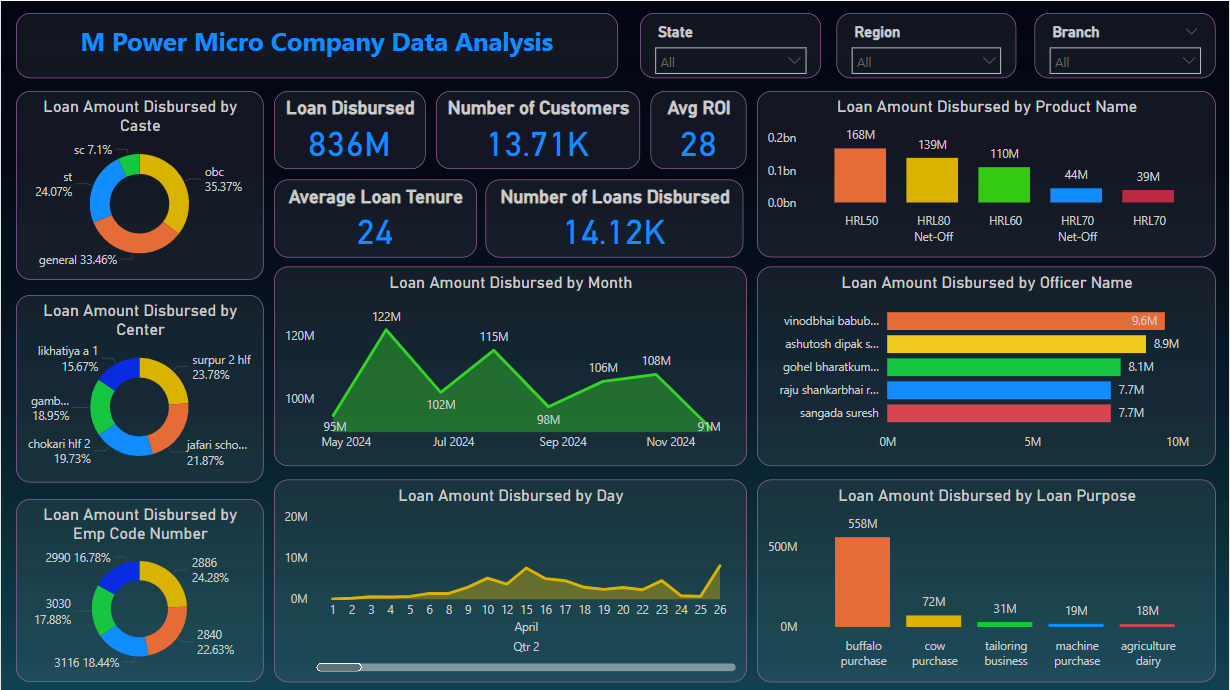 M Power Micro Company Data Analysis
State
All
Region
All
Branch
All
Loan Amount Disbursed by
Caste
sc 7.1%
obc
35.37%
st
24.07%
general 33.46%
Loan Disbursed
836M
Number of Customers
13.71K
Avg ROI
28
Average Loan Tenure
24
Number of Loans Disbursed
14.12K
Loan Amount Disbursed by Product Name
0.2bn
0.1bn
0.0bn
168M
139M
110M
44M
39M
HRL50
HRL80
Net-Off
HRL60
HRL70
Net-Off
HRL70
Loan Amount Disbursed by
Center
likhatiya a 1
15.67%
surpur 2 hlf
23.78%
gamb...
18.95%
chokari hlf 2
19.73%
jafari scho...
21.87%
Loan Amount Disbursed by Month
120M
100M
95M
122M
102M
115M
98M
106M
108M
91M
May 2024
Jul 2024
Sep 2024
Nov 2024
Loan Amount Disbursed by Officer Name
vinodbhai babub...
9.6M
ashutosh dipak s...
8.9M
gohel bharatkum...
8.1M
raju shankarbhai r...
7.7M
sangada suresh
7.7M
0M
5M
10M
Loan Amount Disbursed by
Emp Code Number
2990 16.78%
2886
24.28%
3030
17.88%
2840
22.63%
3116 18.44%
Loan Amount Disbursed by Day
20M
10M
0M
1 2 3 4 5 6 8 9 10 12 15 16 17 18 19 20 22 23 24 25 26
April
Qtr 2
Loan Amount Disbursed by Loan Purpose
500M
0M
558M
72M
31M
19M
18M
buffalo
purchase
cow
purchase
tailoring
business
machine
purchase
agriculture
dairy